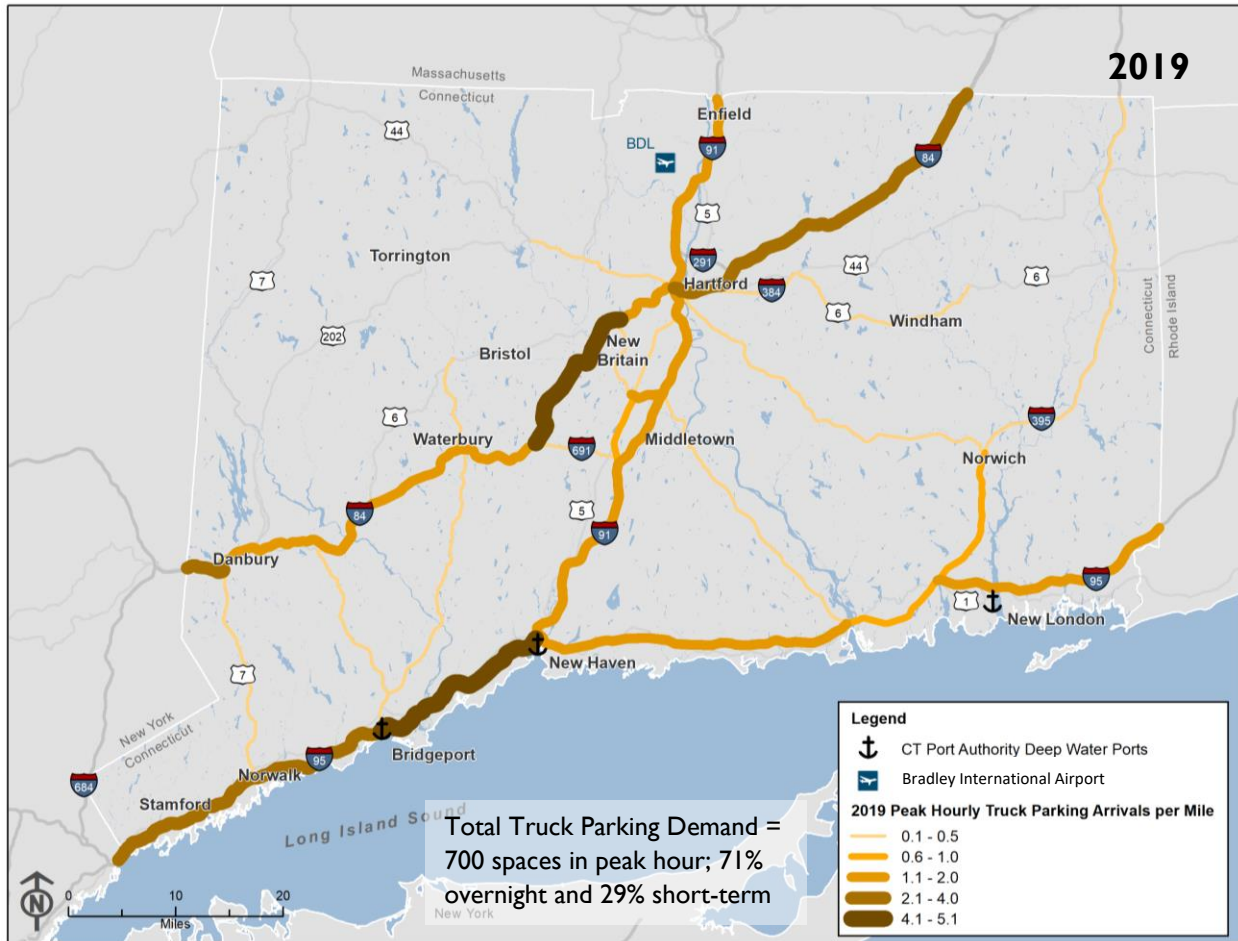 2019
Massachusetts
Connecticut
Enfield
44
BDL
91
84
5
Torrington
7
291
Hartford
44
6
384
202
6
Windham
Connecticut
Rhode Island
New
Britain
Bristol
6
395
Waterbury
Middletown
691
Norwich
5
84
91
Danbury
95
1
New London
New Haven
7
New York
Connecticut
Bridgeport
95
Norwalk
684
Stamford
Long Island Sound
Total Truck Parking Demand =
700 spaces in peak hour; 71%
overnight and 29% short-term
New York
N
0 10 20
Miles
Legend
CT Port Authority Deep Water Ports
Bradley International Airport
2019 Peak Hourly Truck Parking Arrivals per Mile
0.1 - 0.5
0.6 - 1.0
1.1 - 2.0
2.1 - 4.0
4.1 - 5.1